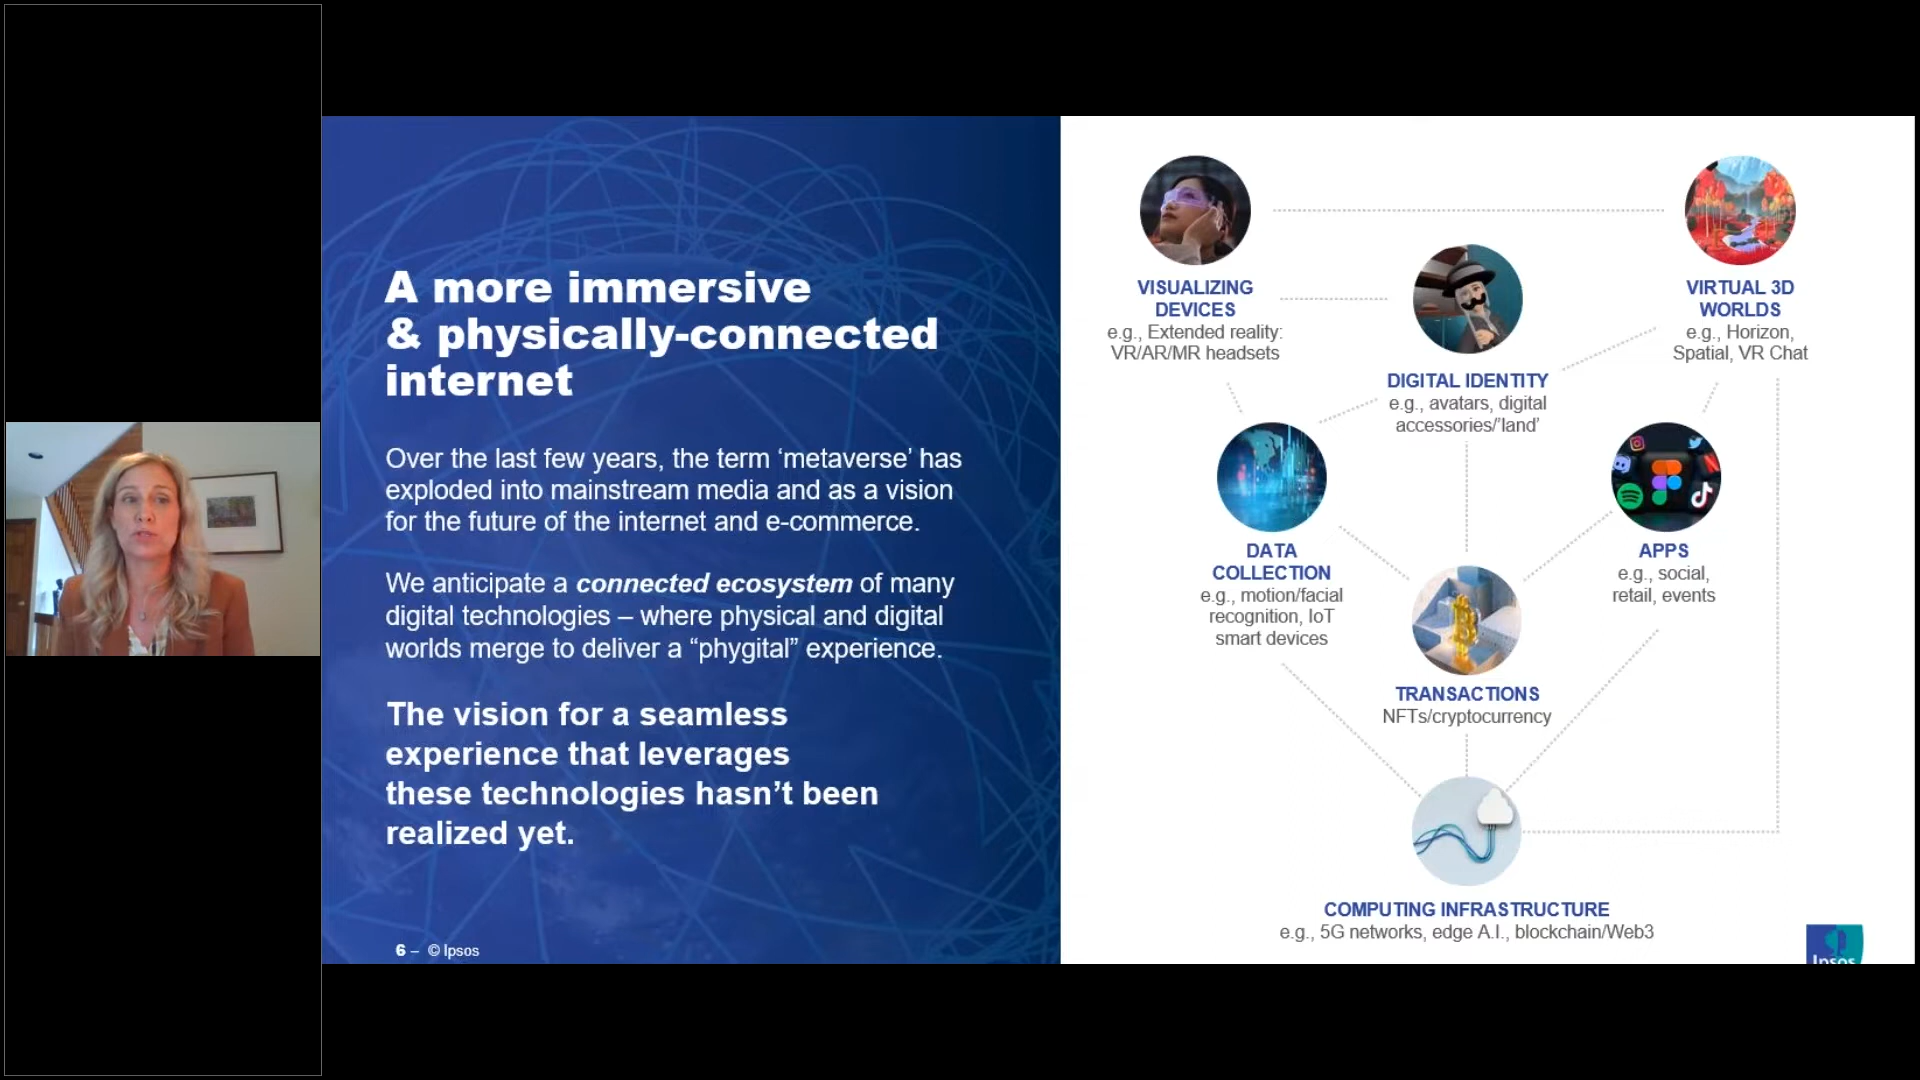 A more immersive
& physically-connected
internet
Over the last few years, the term ‘metaverse’ has
exploded into mainstream media and as a vision
for the future of the internet and e-commerce.
We anticipate a connected ecosystem of many
digital technologies – where physical and digital
worlds merge to deliver a “phygital” experience.
The vision for a seamless
experience that leverages
these technologies hasn’t been
realized yet.
6 – © Ipsos
VISUALIZING
DEVICES
e.g., Extended reality:
VR/AR/MR headsets
VIRTUAL 3D
WORLDS
e.g., Horizon,
Spatial, VR Chat
DIGITAL IDENTITY
e.g., avatars, digital
accessories/’land’
DATA
COLLECTION
e.g., motion/facial
recognition, IoT
smart devices
APPS
e.g., social,
retail, events
TRANSACTIONS
NFTs/cryptocurrency
COMPUTING INFRASTRUCTURE
e.g., 5G networks, edge A.I., blockchain/Web3
Ipsos